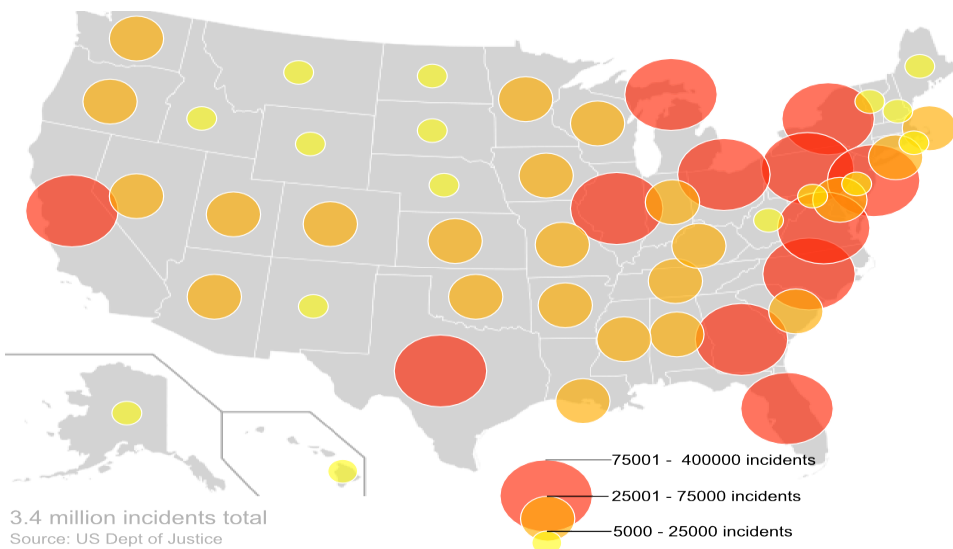 75001 - 400000 incidents
25001 - 75000 incidents
5000 - 25000 incidents
3.4 million incidents total
Source: US Dept of Justice